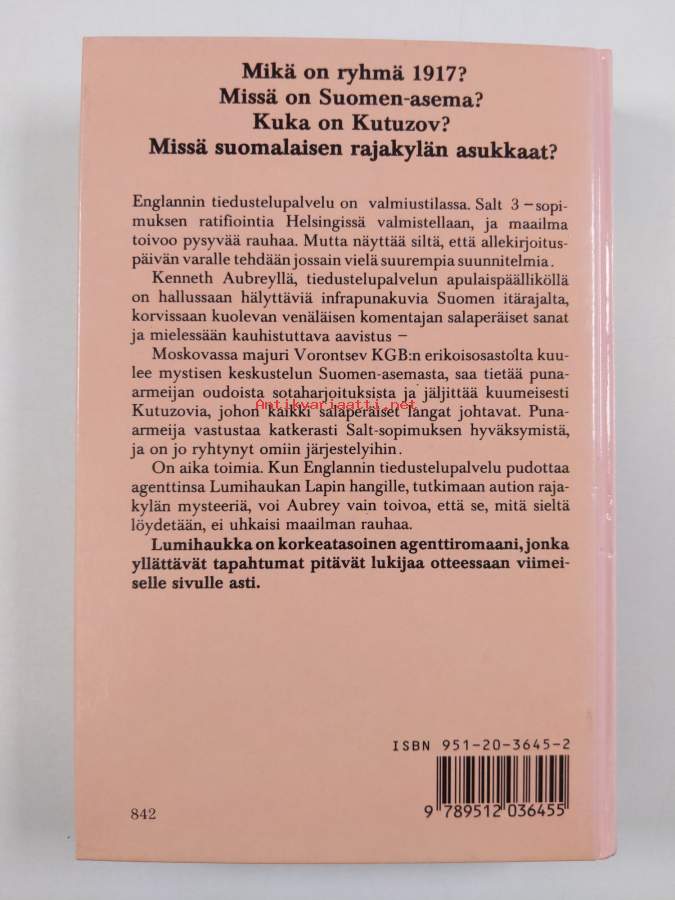 Mikä on ryhmä 1917?
Missä on Suomen-asema?
Kuka on Kutuzov?
Missä suomalaisen rajakylän asukkaat?
Englannin tiedustelupalvelu on valmiustilassa. Salt 3 –sopi-
muksen ratifiointia Helsingissä valmistellaan, ja maailma
toivoo pysyvää rauhaa. Mutta näyttää siltä, että allekirjoitus-
päivän varalle tehdään jossain vielä suurempia suunnitelmia.
Kenneth Aubreyllä, tiedustelupalvelun apulaispäälliköllä
on hallussaan hälyttäviä infrapunakuvia Suomen itärajalta,
korvissaan kuolevan venäläisen komentajan salaperäiset sanat
ja mielessään kauhistuttava aavistus –
Moskovassa majuri Vorontsev KGB:n erikoisosastolta kuu-
lee mystisen keskustelun Suomen-asemasta, saa tietää puna-
armeijan oudoista sotaharjoituksista ja jäljittää kuumeisesti
Antikvariaatti.net
Kutuzovia, johon kaikki salaperäiset langat johtavat. Puna-
armeija vastustaa katkerasti Salt-sopimuksen hyväksymistä,
ja on jo ryhtynyt omiin järjestelyihin.
On aika toimia. Kun Englannin tiedustelupalvelu pudottaa
agenttinsa Lumihaukan Lapin hangille, tutkimaan aution raja-
kylän mysteeriä, voi Aubrey vain toivoa, että se, mitä sieltä
löydetään, ei uhkaisi maailman rauhaa.
Lumihaukka on korkeatasoinen agenttiromaani, jonka
yllättävät tapahtumat pitävät lukijaa otteessaan viimei-
selle sivulle asti.
ISBN 951-20-3645-2
842
9 789512 036455